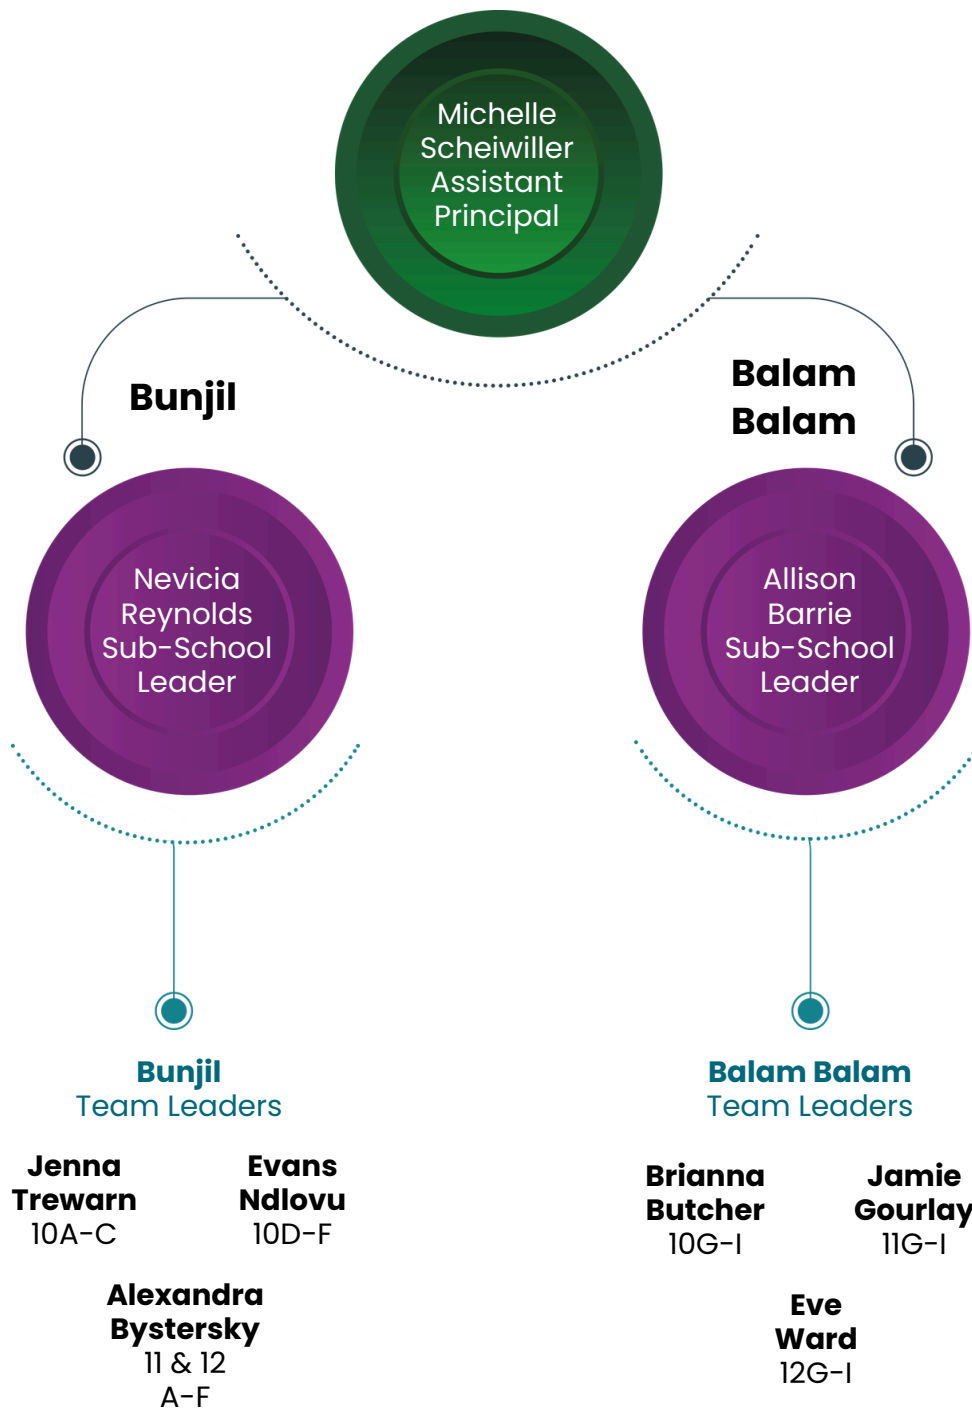 Michelle
Scheiwiller
Assistant
Principal
Bunjil
Balam
Balam
Nevicia
Reynolds
Sub-School
Leader
Allison
Barrie
Sub-School
Leader
Bunjil
Team Leaders
Jenna
Trewarn
10A-C
Evans
Ndlovu
10D-F
Alexandra
Bystersky
11 & 12
A-F
Balam Balam
Team Leaders
Brianna
Butcher
10G-I
Jamie
Gourlay
11G-I
Eve
Ward
12G-I